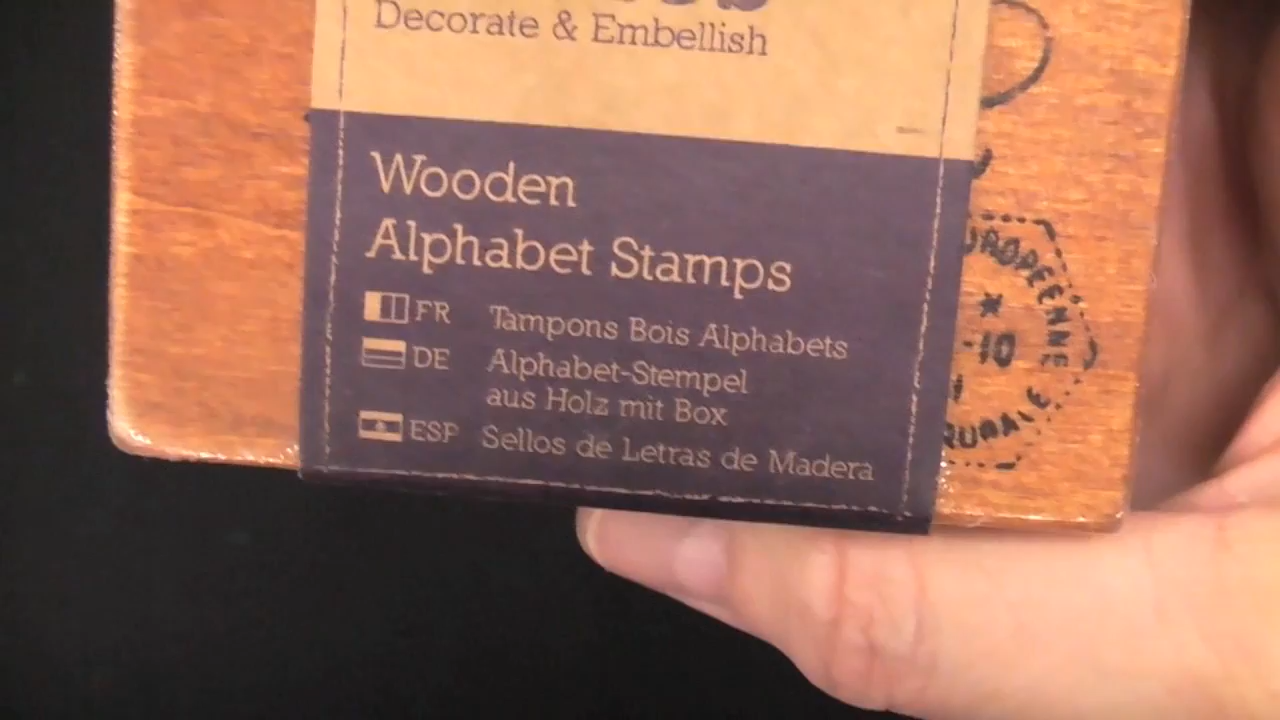 Decorate & Embellish
Wooden
Alphabet Stamps
FR Tampons Bois Alphabets
DE Alphabet-Stempel
aus Holz mit Box
ESP Sellos de Letras de Madera
-10